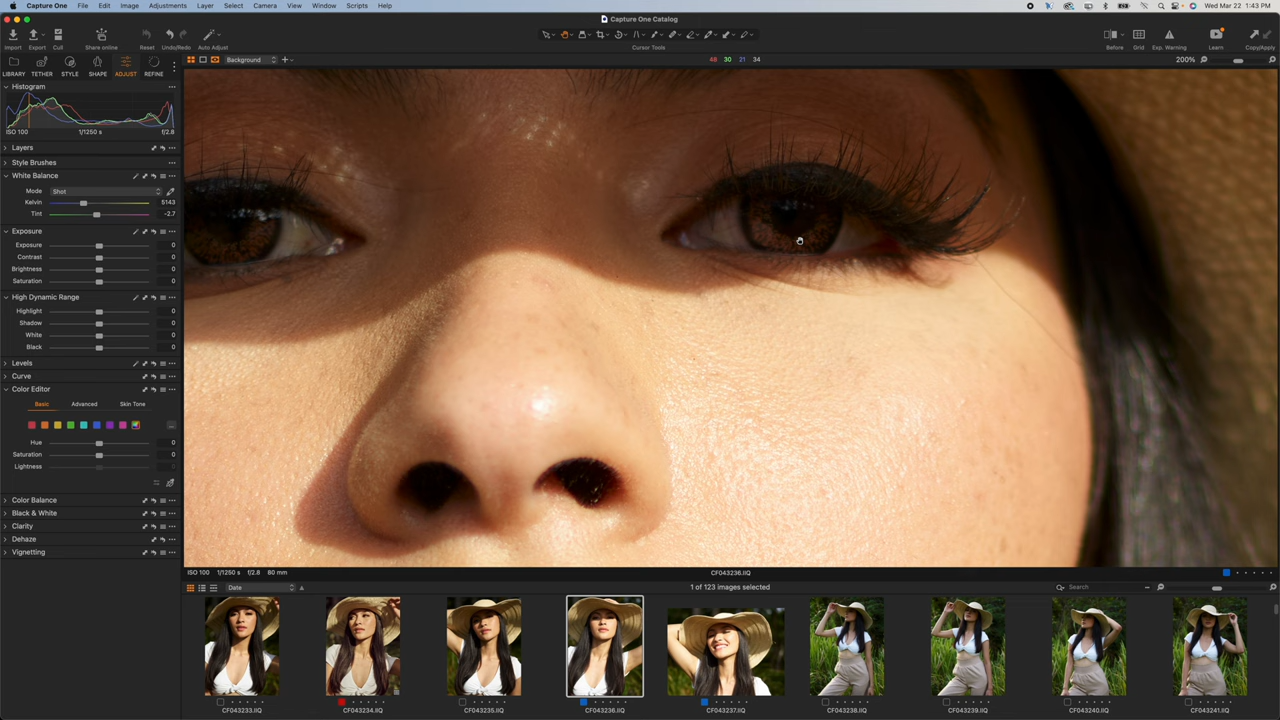 Capture One File Edit Image Adjustments Layer Select Camera View Windows Scripts Help Wed Mar 22 1:43 PM
Capture One Catalog
Import Export Cull Share online Reset Undo/Redo Auto Adjust Cursor Tools Before Grid Exp. Warning Learn Copy/Apply
LIBRARY TETHER STYLE SHAPE ADJUST REFINE
Background 48 30 21 34 200%
Histogram
ISO 100 1/1250 s f/2.8
Layers
Style Brushes
White Balance
Mode Shot
Kelvin 5143
Tint -2.7
Exposure
Exposure 0
Contrast 0
Brightness 0
Saturation 0
High Dynamic Range
Highlight 0
Shadow 0
White 0
Black 0
Levels
Curve
Color Editor
Basic Advanced Skin Tone
Hue 0
Saturation 0
Lightness
Color Balance
Black & White
Clarity
Dehaze
Vignetting
ISO 100 1/1250 s f/2.8 80 mm CF043236.IIQ
Date 1 of 123 images selected Search
CF043233.IIQ CF043234.IIQ CF043235.IIQ CF043236.IIQ CF043237.IIQ CF043238.IIQ CF043239.IIQ CF043240.IIQ CF043241.IIQ